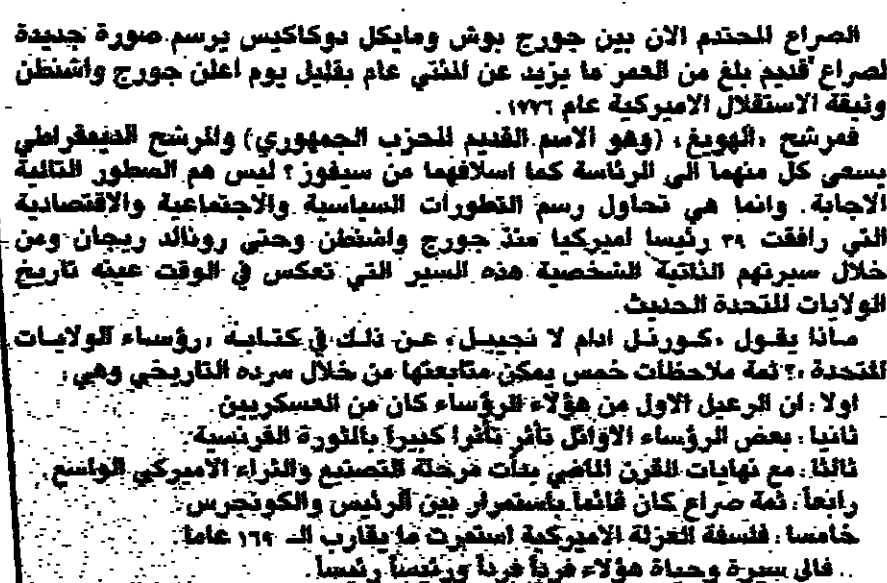 الصراع المحتدم الان بين جورج بوش ومايكل دوكاكيس يرسم صورة جديدة
لصراع قديم بلغ من العمر ما يزيد عن المئتي عام بقليل يوم اعلن جورج واشنطن
وثيقة الاستقلال الاميركية عام ١٧٧٦ .
فمرشح «الهويغ» (وهو الاسم القديم للحزب الجمهوري) والمرشح الديمقراطي
يسعى كل منهما الى الرئاسة كما اسلافهما من سيفوز ؟ ليس هم السطور التالية
الاجابة . وانما هي تحاول رسم التطورات السياسية والاجتماعية والاقتصادية
التي رافقت ٣٩ رئيسا اميركيا منذ جورج واشنطن وحتى رونالد ريجان ومن
خلال سيرتهم الذاتية الشخصية هذه السير التي تعكس في الوقت عينه تاريخ
الولايات المتحدة الحديث .
ماذا يقول «كورنل ادام لا نجيبيل» عن ذلك في كتابه «رؤساء الولايات
المتحدة»؟ ثمة ملاحظات خمس يمكن متابعتها من خلال سرده التاريخي وهي :
اولا : ان الرعيل الاول من هؤلاء الرؤساء كان من العسكريين .
ثانيا : بعض الرؤساء الاوائل تأثر تأثرا كبيرا بالثورة الفرنسية .
ثالثا : مع نهايات القرن الماضي بدأت مرحلة التصنيع والثراء الاميركي الواسع .
رابعا : ثمة صراع كان قائما باستمرار بين الرئيس والكونجرس .
خامسا : فلسفة العزلة الاميركية استمرت ما يقارب الـ ١٦٩ عاما .
.. فالى سيرة وحياة هؤلاء فردا فردا ورئيسا رئيسا .